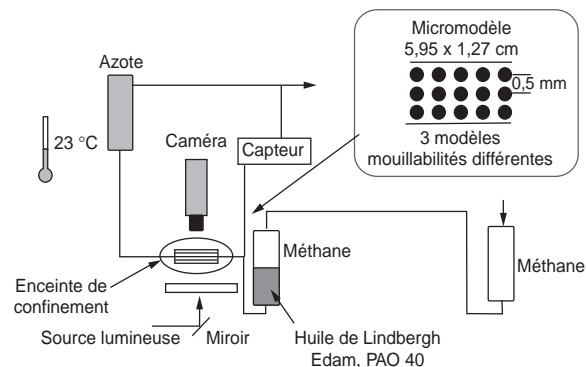 Micromodèle
5,95 x 1,27 cm
0,5 mm
3 modèles
mouillabilités différentes
Azote
23 °C
Caméra
Capteur
Méthane
Méthane
Enceinte de
confinement
Source lumineuse
Miroir
Huile de Lindbergh
Edam, PAO 40